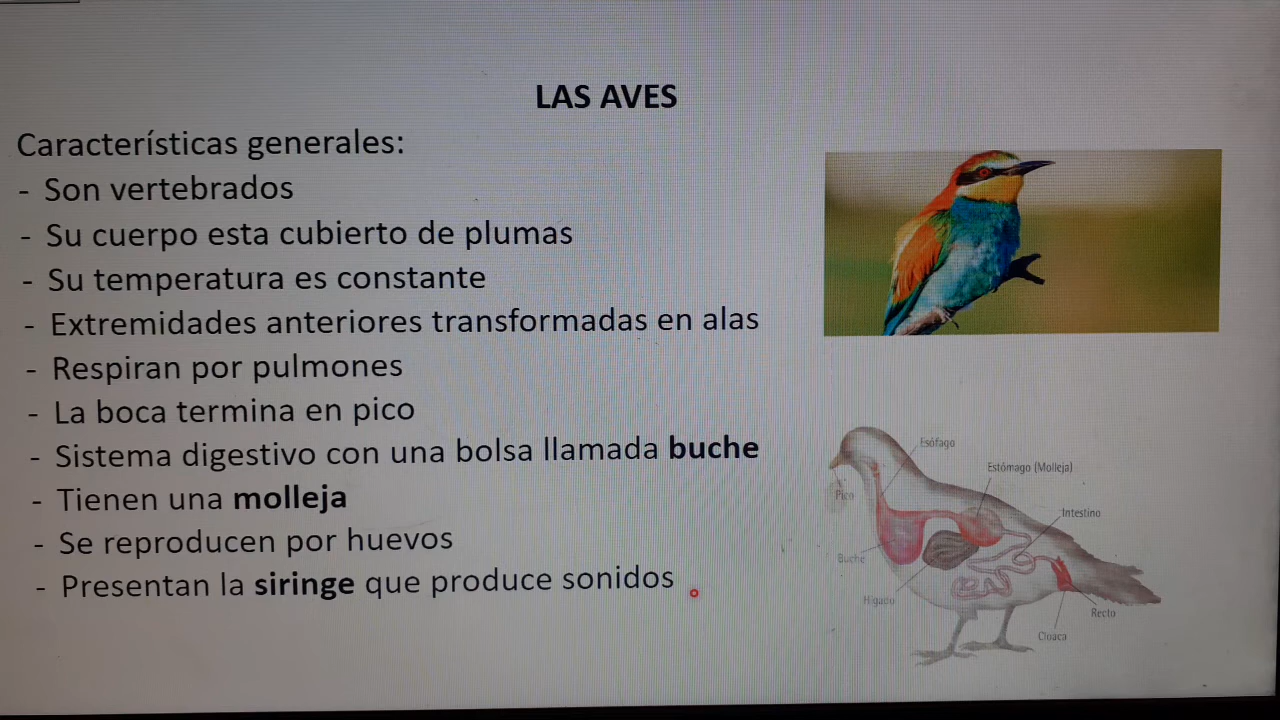 LAS AVES
Características generales:
- Son vertebrados
- Su cuerpo esta cubierto de plumas
- Su temperatura es constante
- Extremidades anteriores transformadas en alas
- Respiran por pulmones
- La boca termina en pico
- Sistema digestivo con una bolsa llamada buche
- Tienen una molleja
- Se reproducen por huevos
- Presentan la siringe que produce sonidos
Esófago
Estómago (Molleja)
Pico
Intestino
Buche
Hígado
Recto
Cloaca